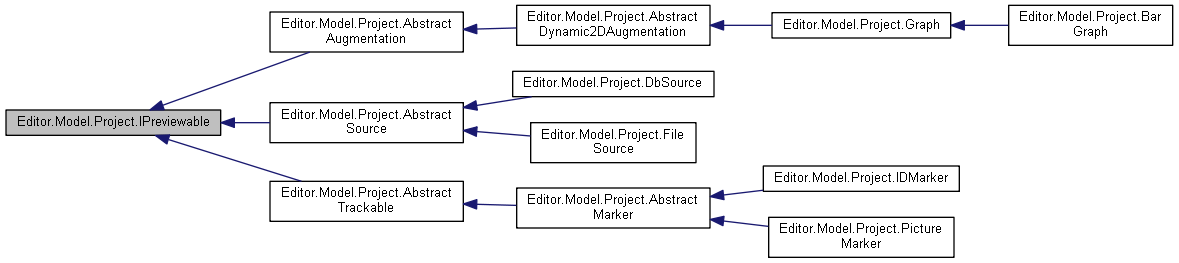 Editor.Model.Project.IPreviewable
Editor.Model.Project.Abstract
Augmentation
Editor.Model.Project.Abstract
Dynamic2DAugmentation
Editor.Model.Project.Graph
Editor.Model.Project.Bar
Graph
Editor.Model.Project.Abstract
Source
Editor.Model.Project.DbSource
Editor.Model.Project.File
Source
Editor.Model.Project.Abstract
Trackable
Editor.Model.Project.Abstract
Marker
Editor.Model.Project.IDMarker
Editor.Model.Project.Picture
Marker